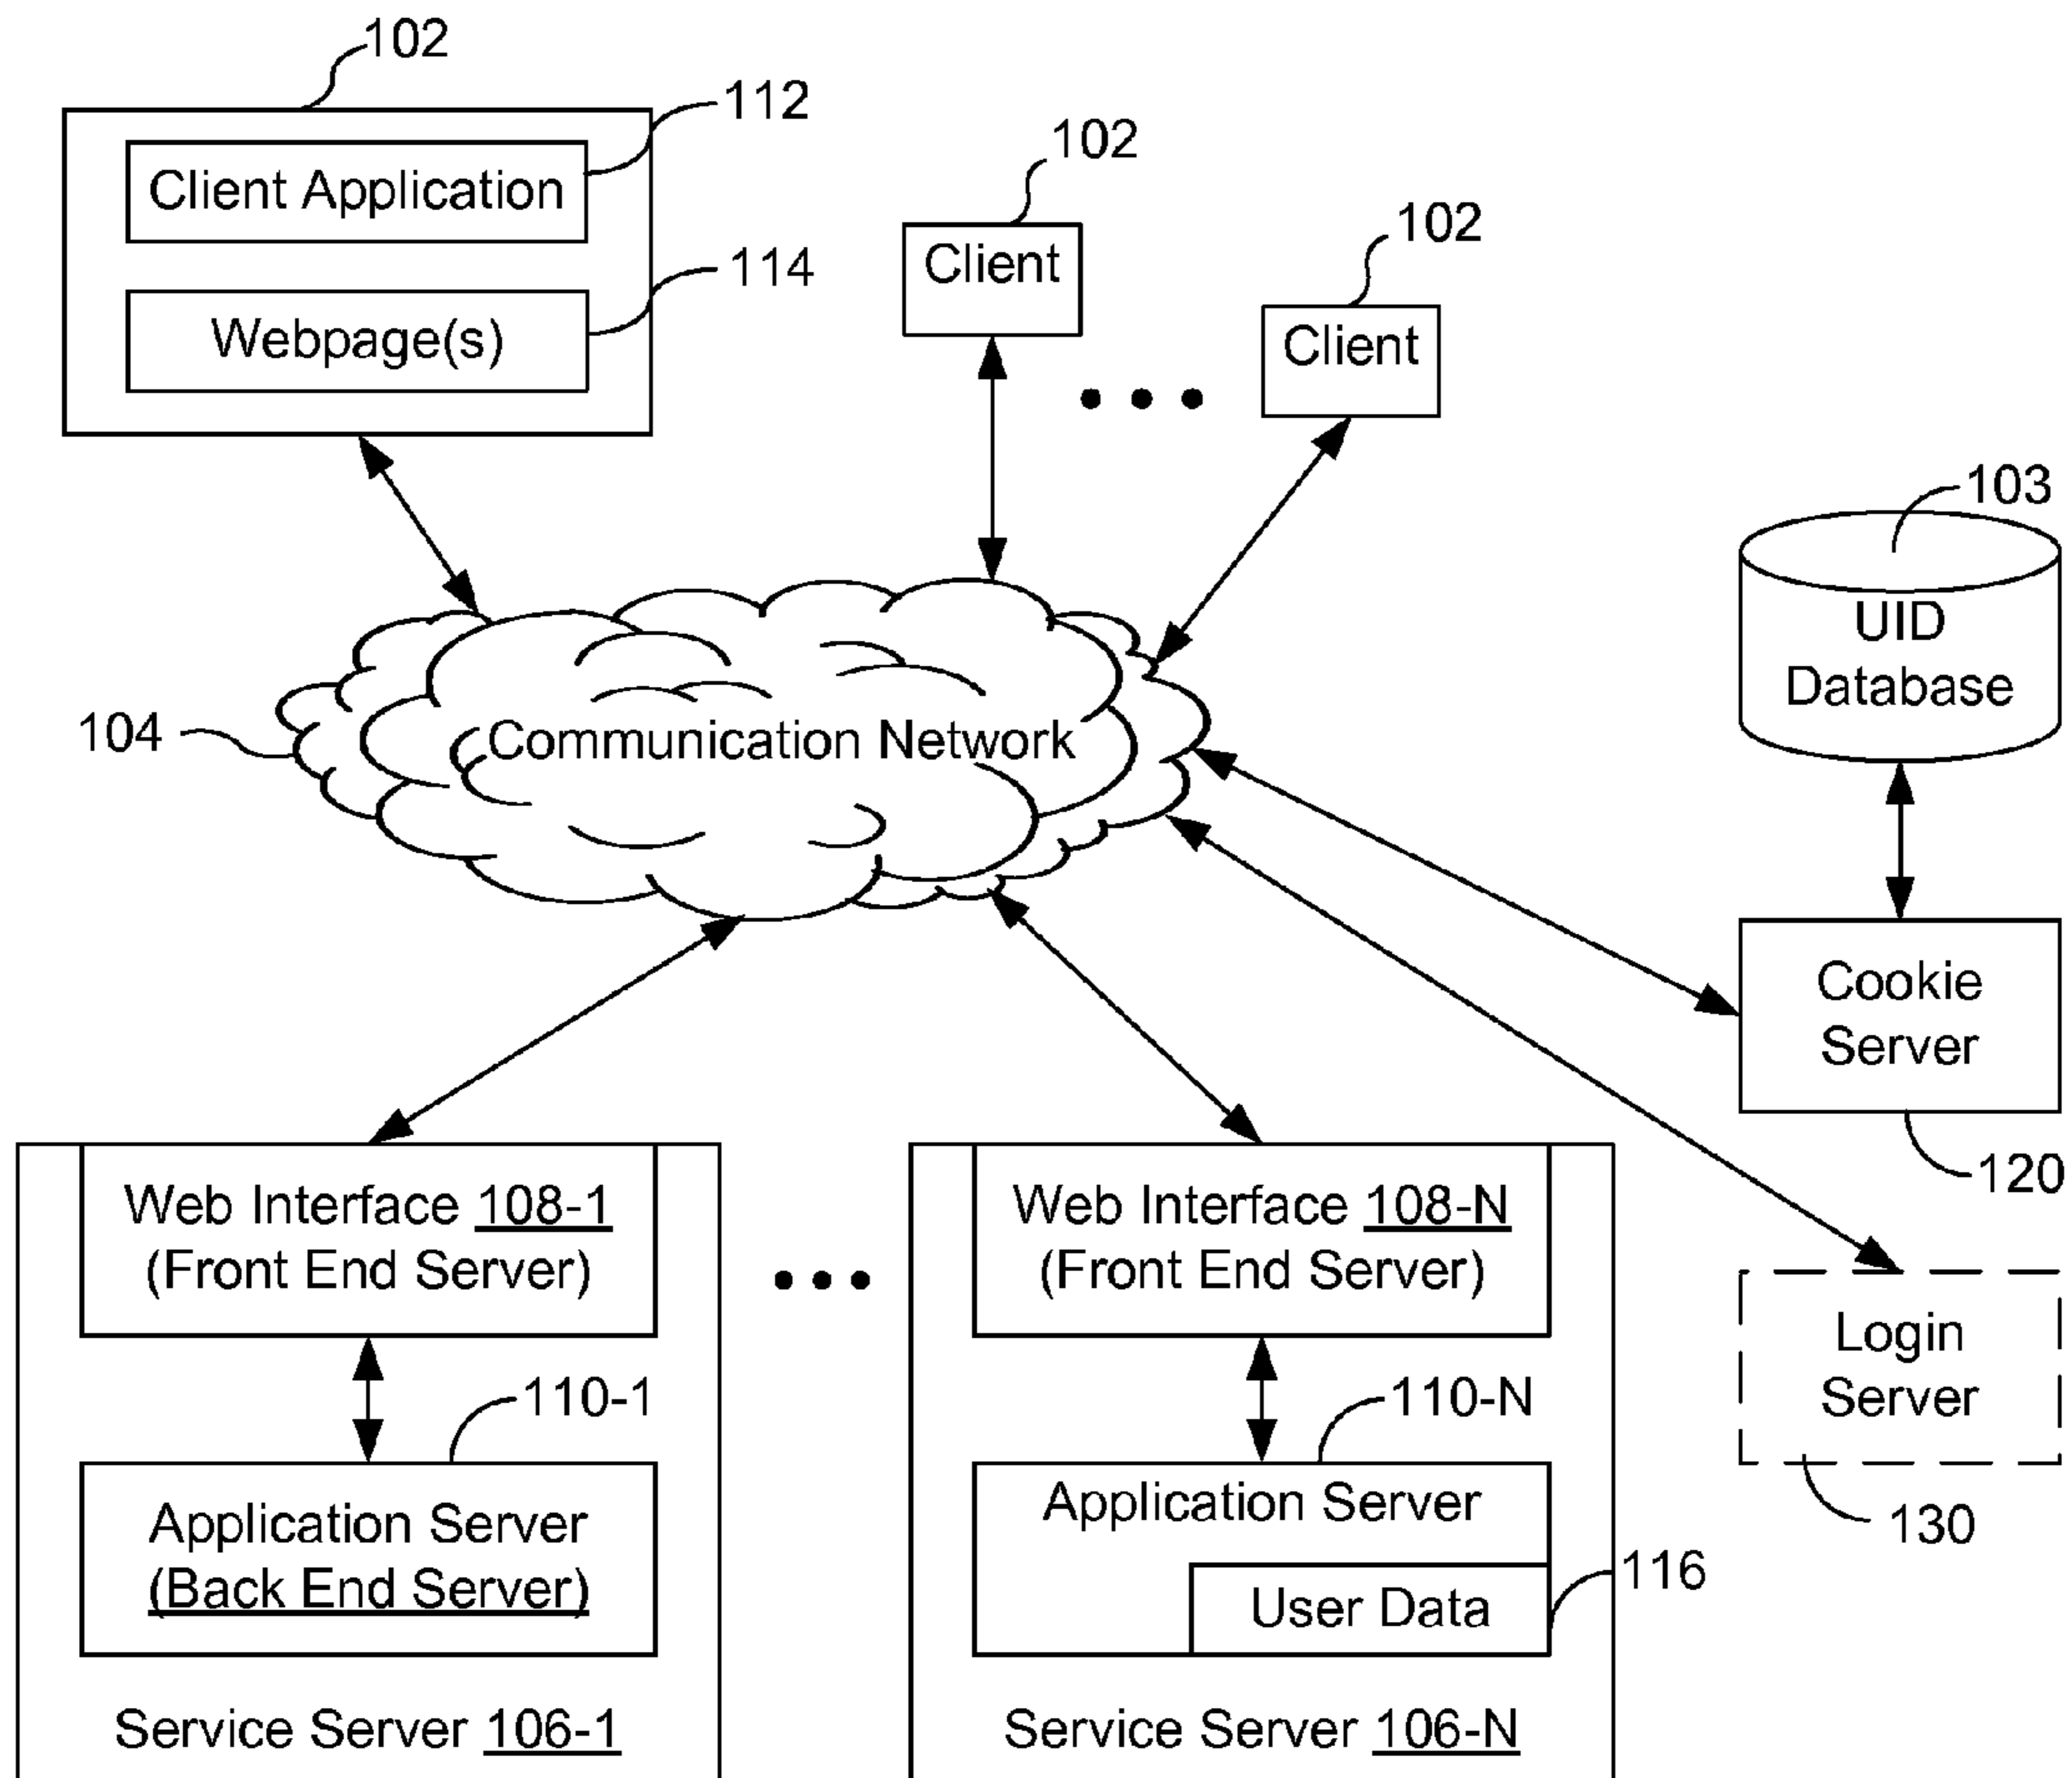 102
112
Client Application
114
Webpage(s)
102
Client
102
Client
103
UID
Database
104
Communication Network
Cookie
Server
120
Web Interface 108-1
(Front End Server)
110-1
Application Server
(Back End Server)
Service Server 106-1
Web Interface 108-N
(Front End Server)
110-N
Application Server
User Data
116
Service Server 106-N
Login
Server
130